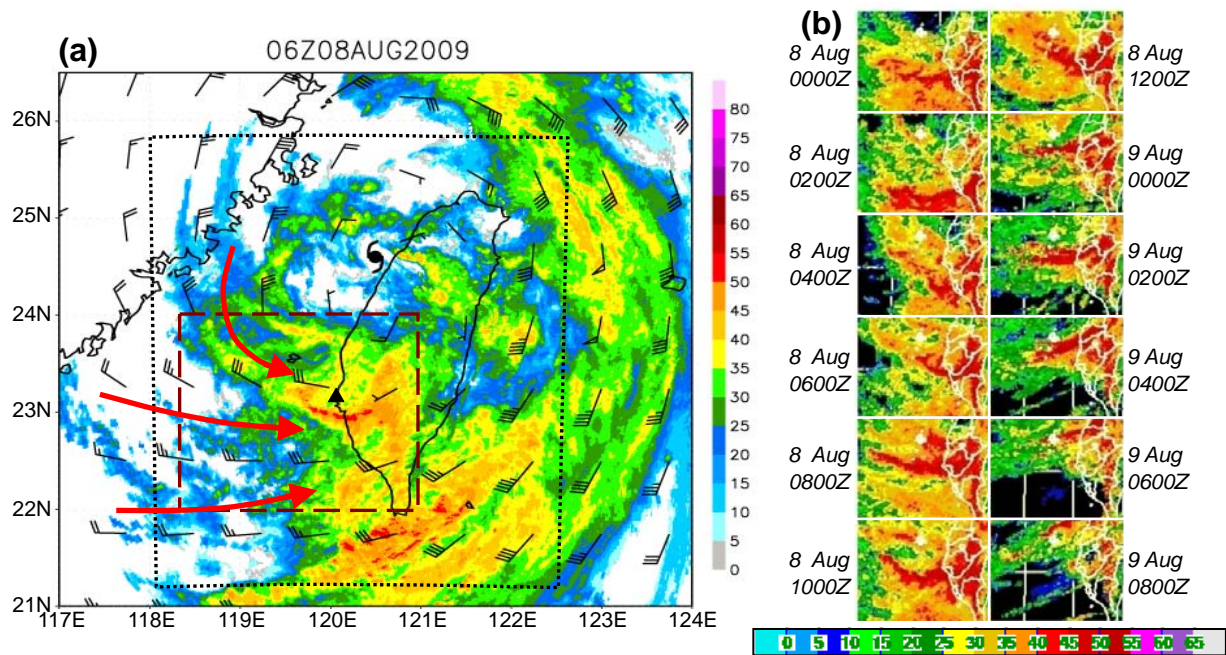 (a)
06Z08AUG2009
26N
25N
24N
23N
22N
21N
117E 118E 119E 120E 121E 122E 123E 124E
80
75
70
65
60
55
50
45
40
35
30
25
20
15
10
5
0
(b)
8 Aug
0000Z
8 Aug
0200Z
8 Aug
0400Z
8 Aug
0600Z
8 Aug
0800Z
8 Aug
1000Z
8 Aug
1200Z
9 Aug
0000Z
9 Aug
0200Z
9 Aug
0400Z
9 Aug
0600Z
9 Aug
0800Z
0 5 10 15 20 25 30 35 40 45 50 55 60 65